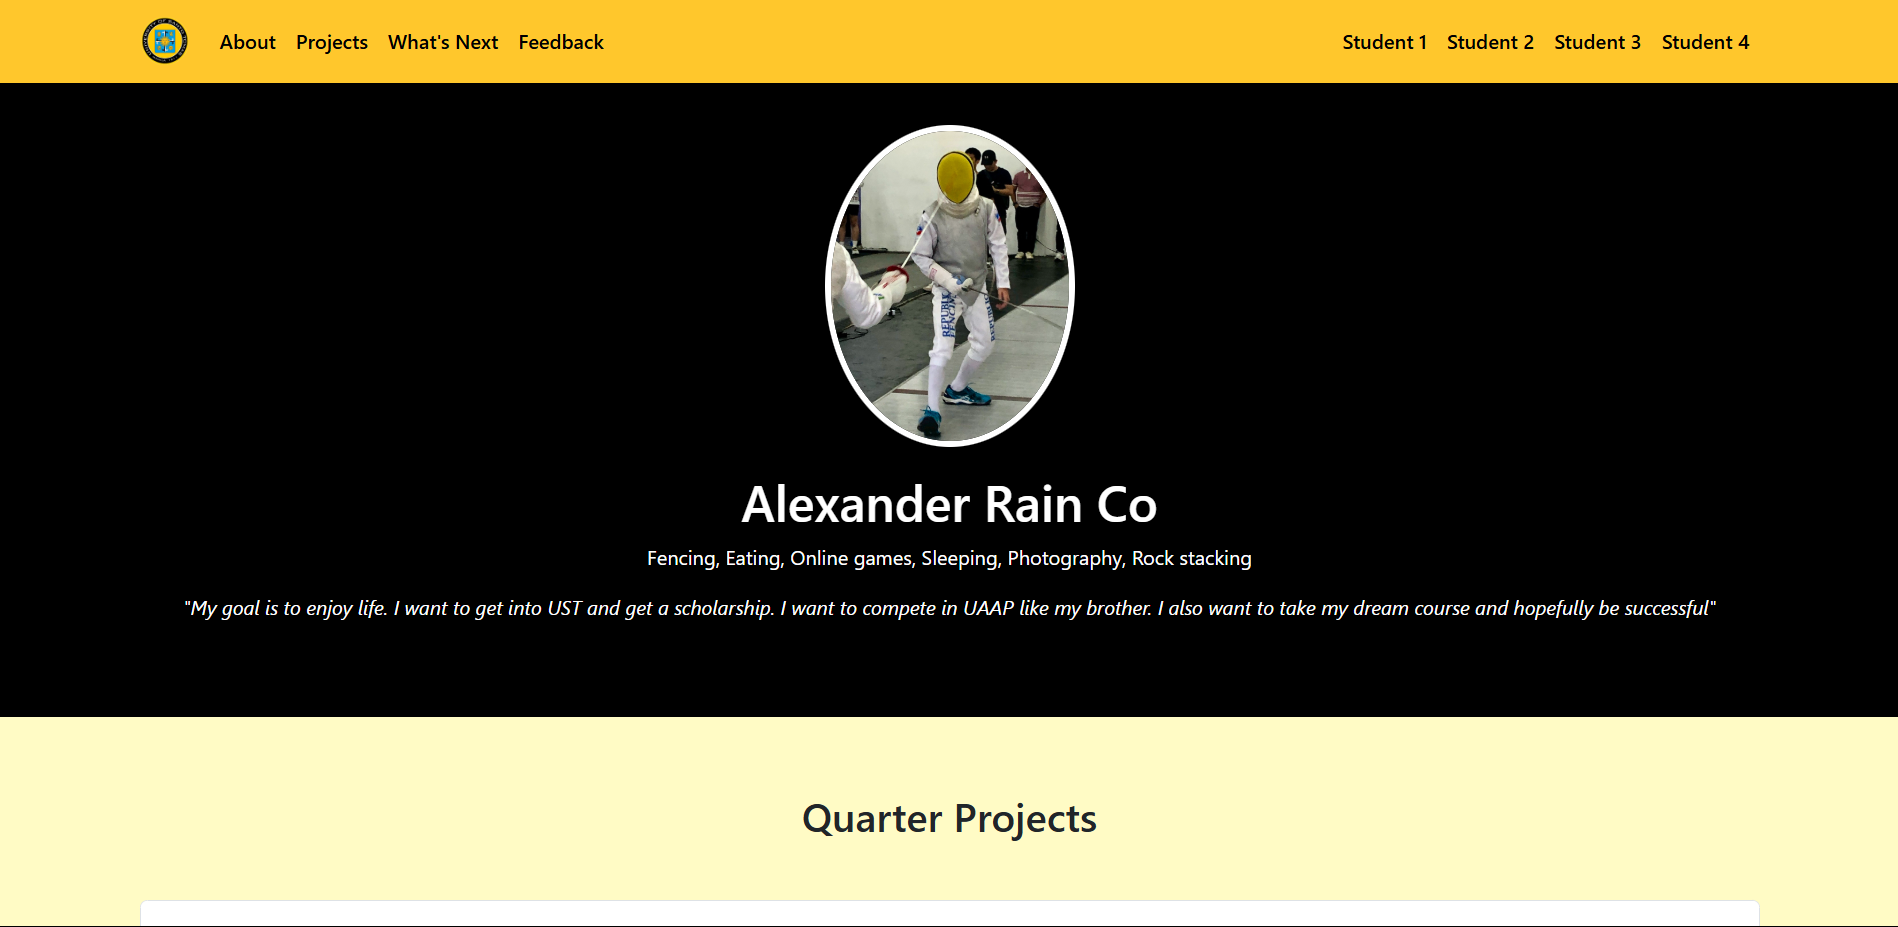 About Projects What's Next Feedback Student 1 Student 2 Student 3 Student 4
Alexander Rain Co
Fencing, Eating, Online games, Sleeping, Photography, Rock stacking
"My goal is to enjoy life. I want to get into UST and get a scholarship. I want to compete in UAAP like my brother. I also want to take my dream course and hopefully be successful"
Quarter Projects